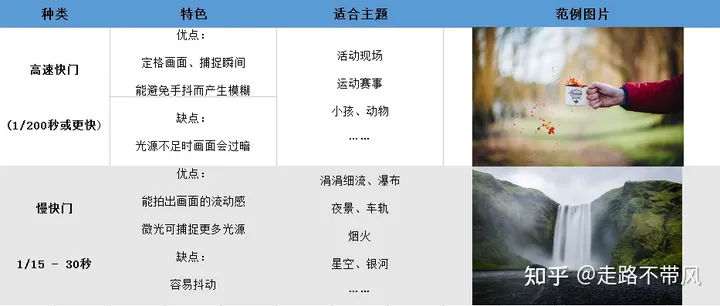 种类 特色 适合主题 范例图片
高速快门
(1/200秒或更快)
优点:
定格画面、捕捉瞬间
能避免手抖而产生模糊
缺点:
光源不足时画面会过暗
活动现场
运动赛事
小孩、动物
……
慢快门
1/15 - 30秒
优点:
能拍出画面的流动感
微光可捕捉更多光源
缺点:
容易抖动
涓涓细流、瀑布
夜景、车轨
烟火
星空、银河
……
知乎 @走路不带风